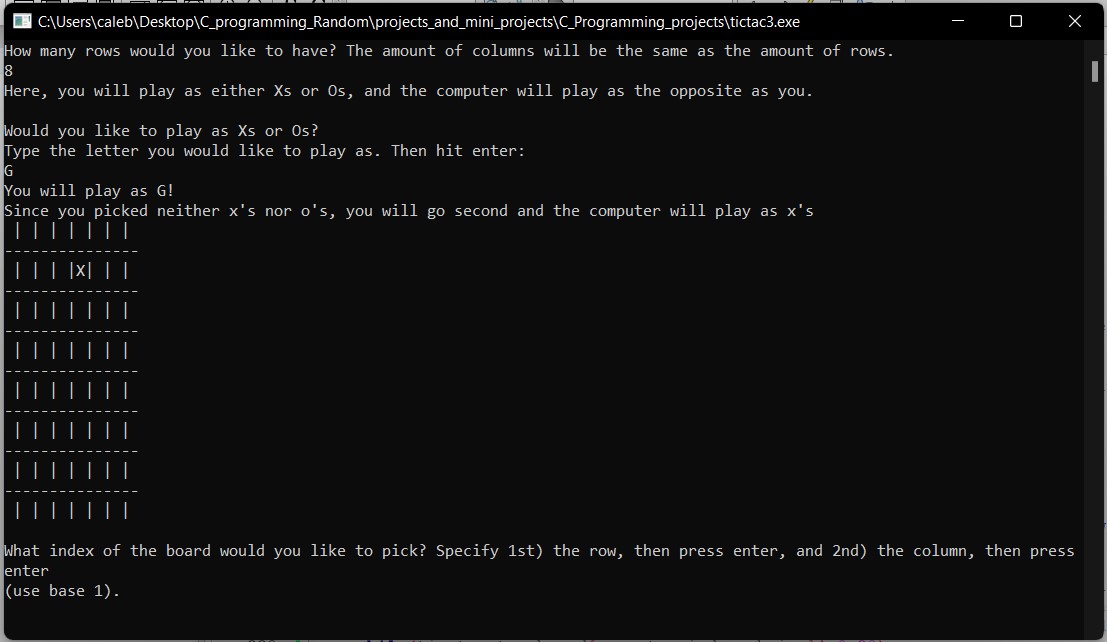 C:\Users\caleb\Desktop\C_programming_Random\projects_and_mini_projects\C_Programming_projects\tictac3.exe
How many rows would you like to have? The amount of columns will be the same as the amount of rows.
8
Here, you will play as either Xs or Os, and the computer will play as the opposite as you.
Would you like to play as Xs or Os?
Type the letter you would like to play as. Then hit enter:
G
You will play as G!
Since you picked neither x's nor o's, you will go second and the computer will play as x's
 | | | | | | | 
---------------
 | | | |X| | | 
---------------
 | | | | | | | 
---------------
 | | | | | | | 
---------------
 | | | | | | | 
---------------
 | | | | | | | 
---------------
 | | | | | | | 
---------------
 | | | | | | | 
What index of the board would you like to pick? Specify 1st) the row, then press enter, and 2nd) the column, then press
enter
(use base 1).